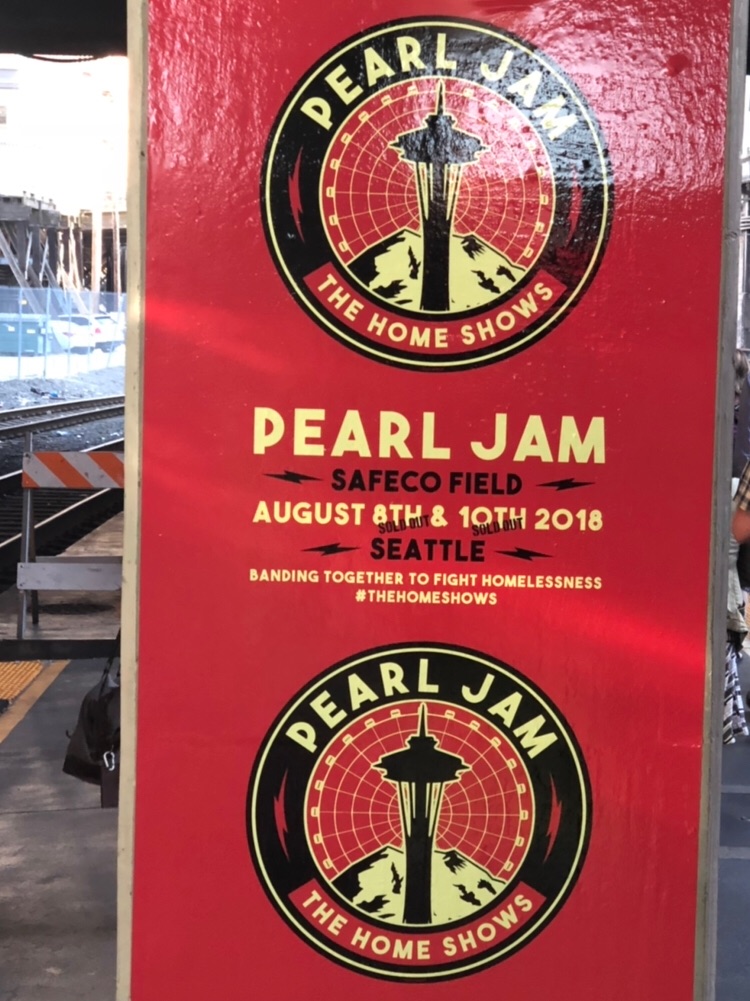 PEARL JAM
THE HOME SHOWS
PEARL JAM
SAFECO FIELD
AUGUST 8TH & 10TH 2018
SOLD OUT SOLD OUT
SEATTLE
BANDING TOGETHER TO FIGHT HOMELESSNESS
#THEHOMESHOWS
PEARL JAM
THE HOME SHOWS